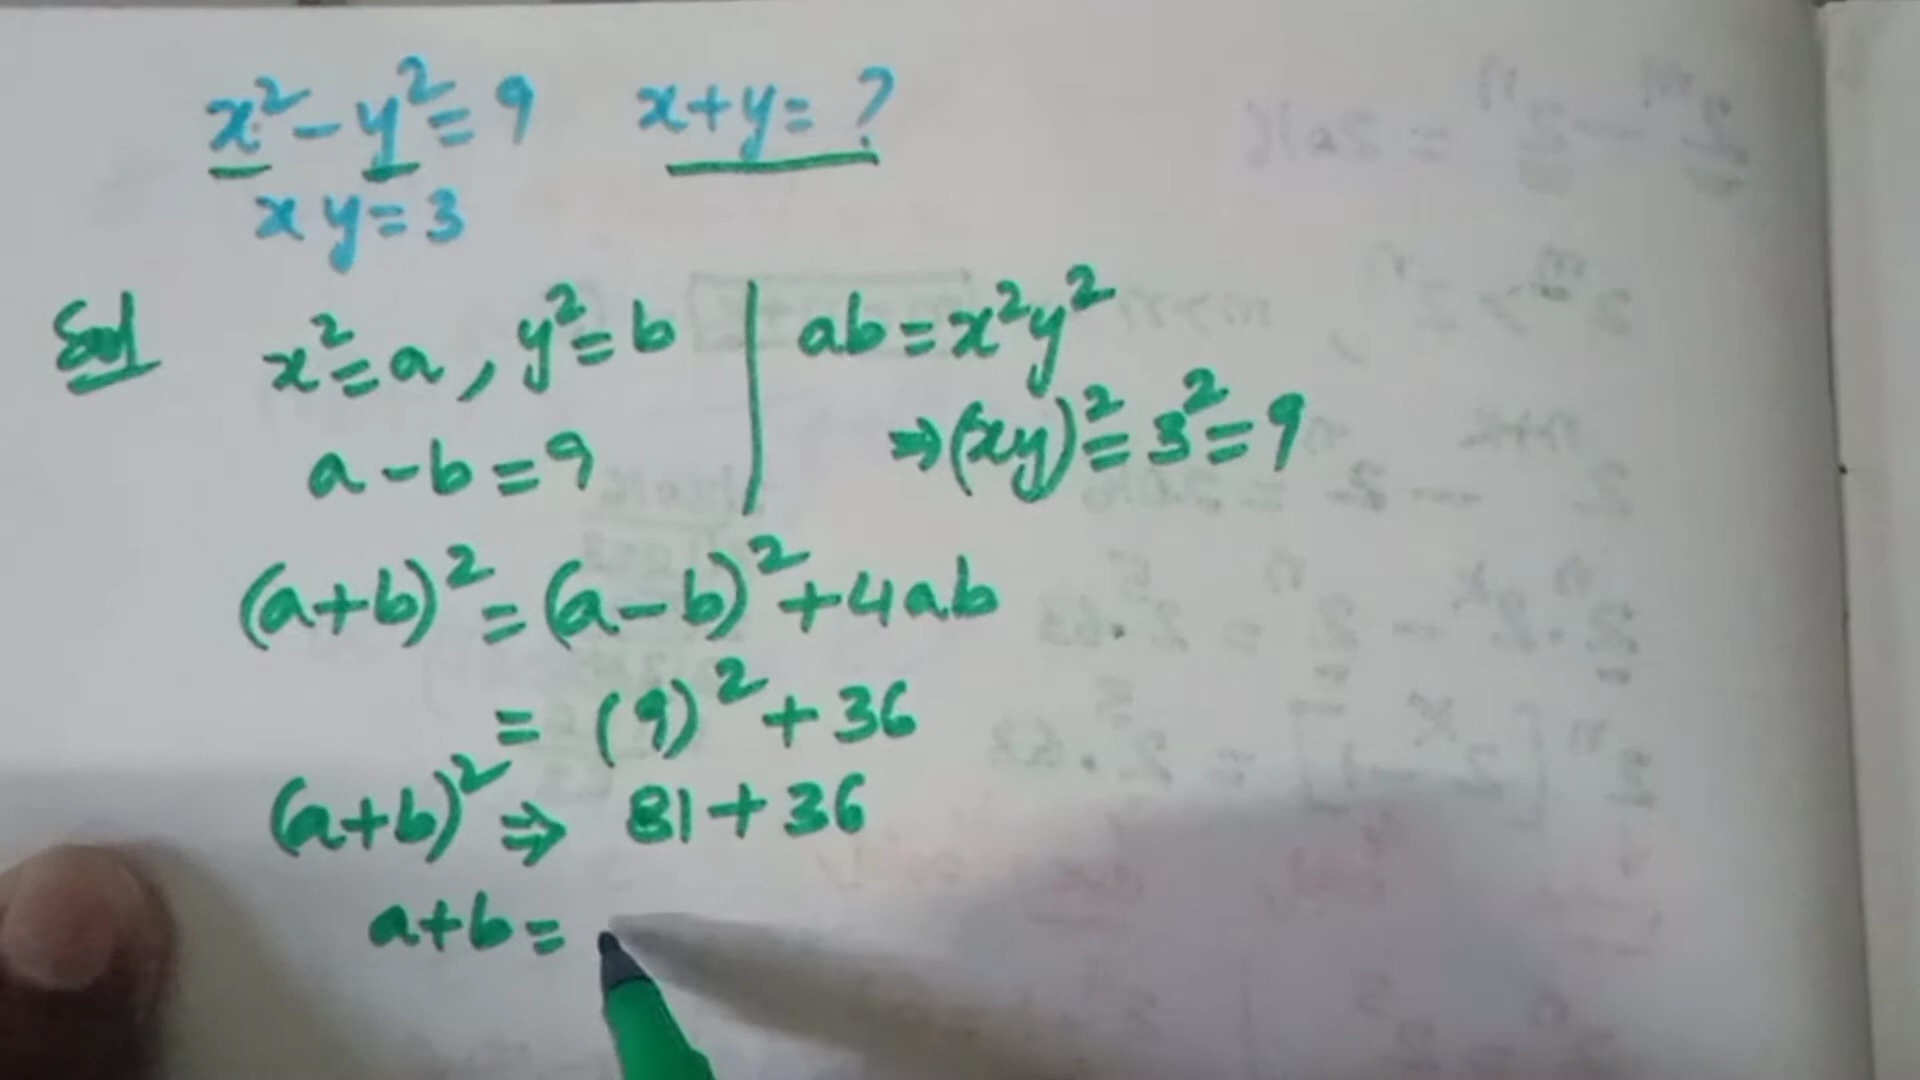 x² - y² = 9 x + y = ?
xy = 3
Sol x² = a, y² = b
a - b = 9
ab = x²y²
⇒ (xy)² = 3² = 9
(a+b)² = (a-b)² + 4ab
= (9)² + 36
(a+b)² ⇒ 81 + 36
a+b =